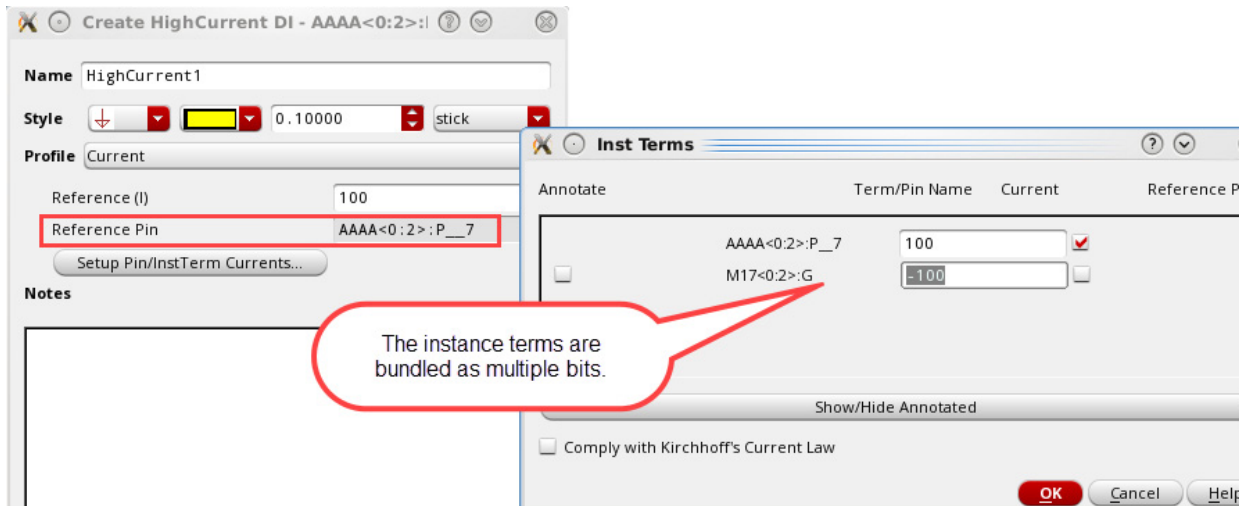 Create HighCurrent DI - AAAA<0:2>:
Name HighCurrent1
Style 0.10000 stick
Profile Current
Reference (I) 100
Reference Pin AAAA<0:2>:P__7
Setup Pin/InstTerm Currents...
Notes
Inst Terms
Annotate Term/Pin Name Current Reference P
AAAA<0:2>:P__7 100
M17<0:2>:G -100
The instance terms are
bundled as multiple bits.
Show/Hide Annotated
Comply with Kirchhoff's Current Law
OK Cancel Help